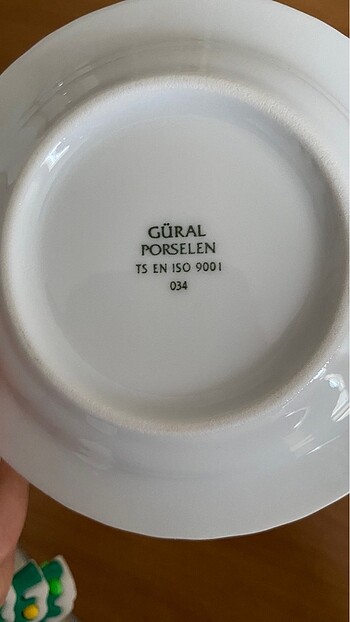 GÜRAL
PORSELEN
TS EN ISO 9001
034